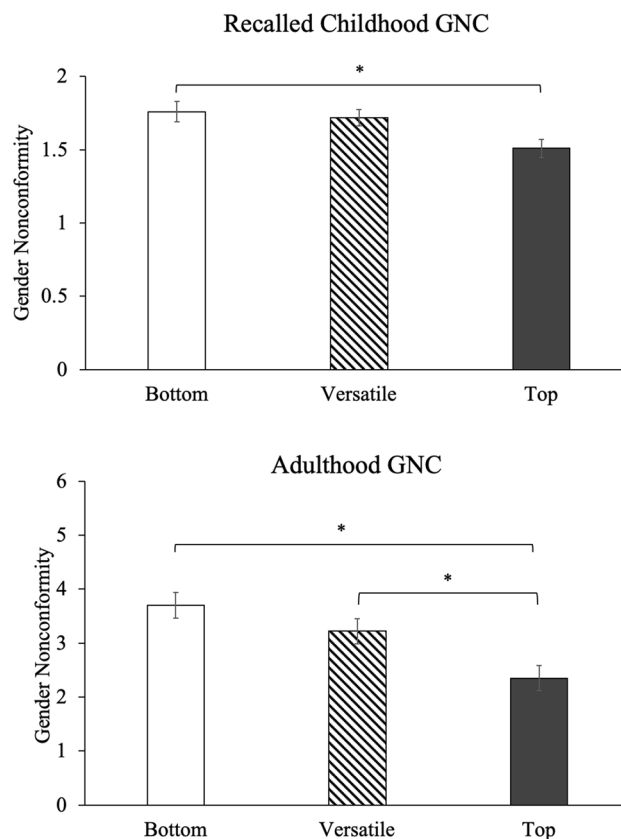 Recalled Childhood GNC
2
*
1.5
Gender Nonconformity
1
0.5
0
Bottom Versatile Top
Adulthood GNC
6
5
*
4
*
Gender Nonconformity
3
2
1
0
Bottom Versatile Top